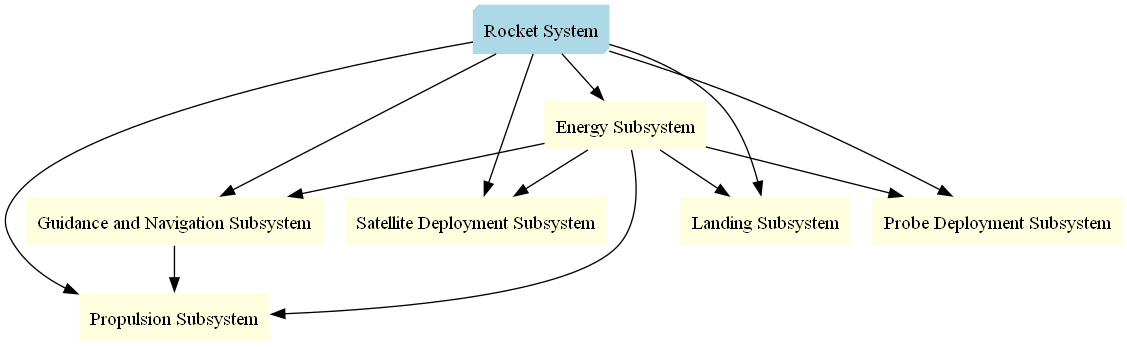 Rocket System
Energy Subsystem
Guidance and Navigation Subsystem
Satellite Deployment Subsystem
Landing Subsystem
Probe Deployment Subsystem
Propulsion Subsystem